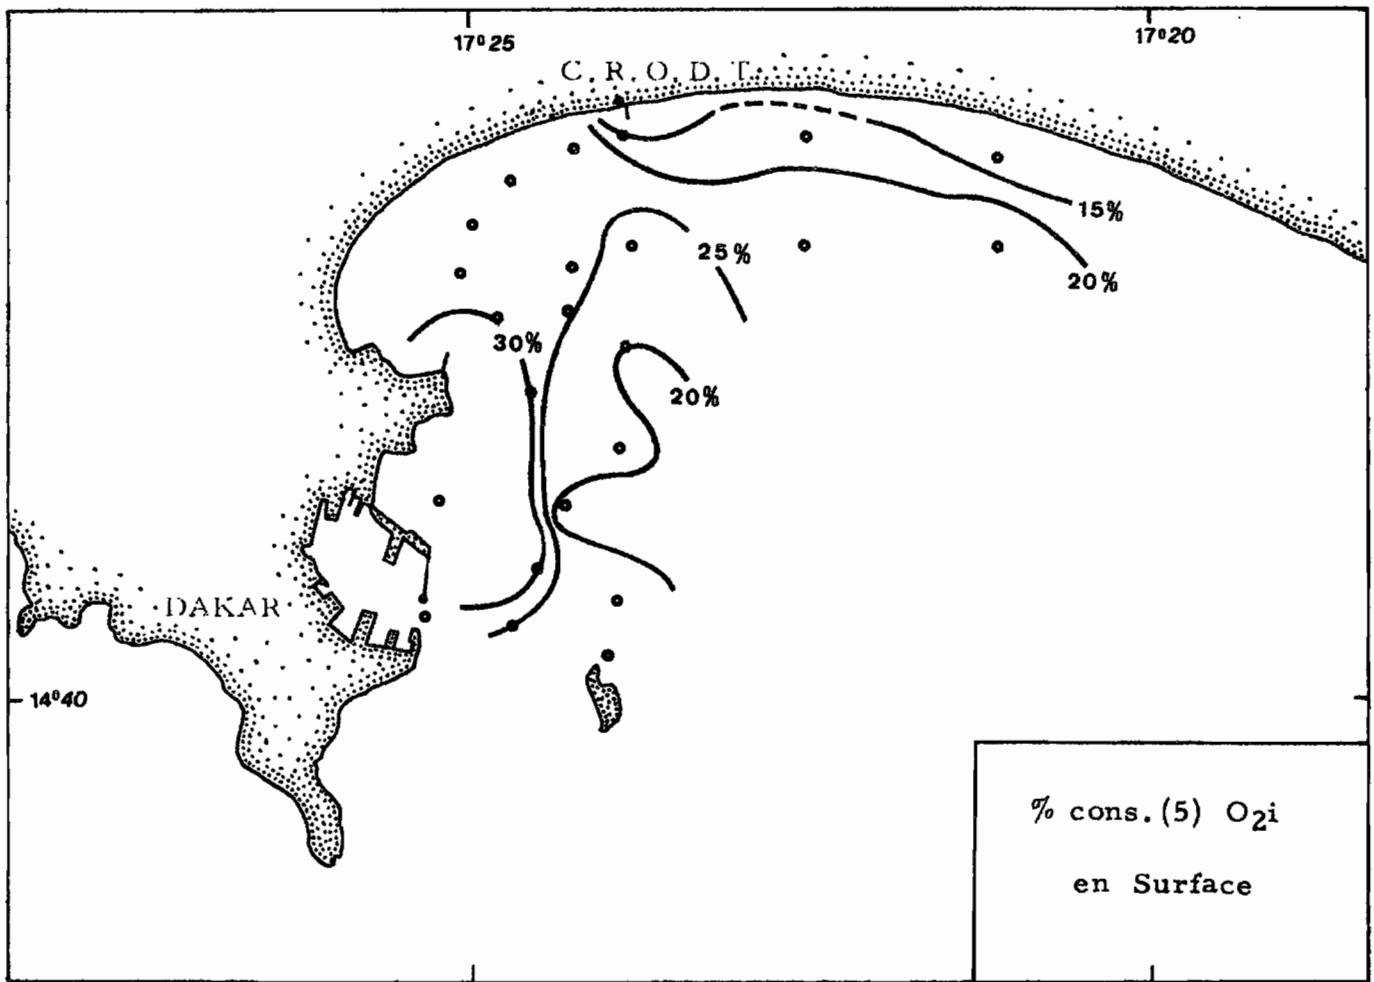 17°25
17°20
C.R.O.D.T.
15%
25%
20%
30%
20%
DAKAR
14°40
% cons.(5) O₂i
en Surface